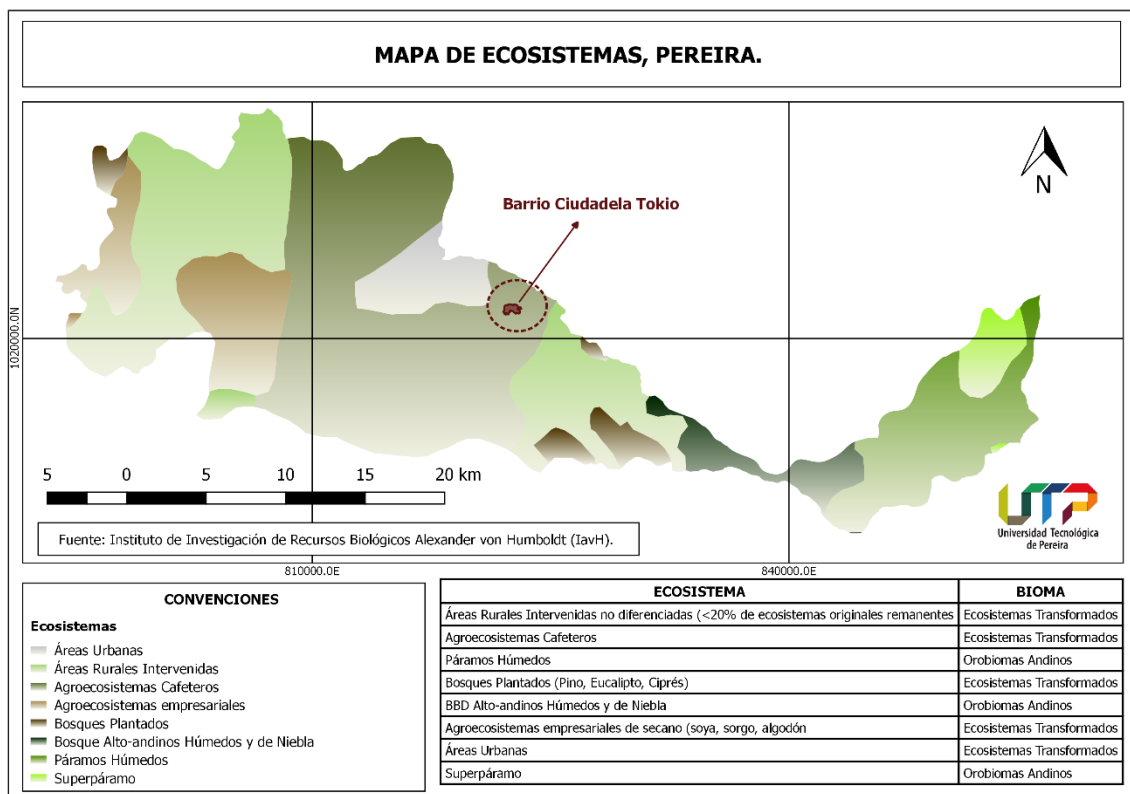 MAPA DE ECOSISTEMAS, PEREIRA.
N
Barrio Ciudadela Tokio
1020000.0N
5 0 5 10 15 20 km
UTP
Universidad Tecnológica
de Pereira
Fuente: Instituto de Investigación de Recursos Biológicos Alexander von Humboldt (IavH).
810000.0E 840000.0E
CONVENCIONES
Ecosistemas
Áreas Urbanas
Áreas Rurales Intervenidas
Agroecosistemas Cafeteros
Agroecosistemas empresariales
Bosques Plantados
Bosque Alto-andinos Húmedos y de Niebla
Páramos Húmedos
Superpáramo
ECOSISTEMA BIOMA
Áreas Rurales Intervenidas no diferenciadas (<20% de ecosistemas originales remanentes Ecosistemas Transformados
Agroecosistemas Cafeteros Ecosistemas Transformados
Páramos Húmedos Orobiomas Andinos
Bosques Plantados (Pino, Eucalipto, Ciprés) Ecosistemas Transformados
BBD Alto-andinos Húmedos y de Niebla Orobiomas Andinos
Agroecosistemas empresariales de secano (soya, sorgo, algodón Ecosistemas Transformados
Áreas Urbanas Ecosistemas Transformados
Superpáramo Orobiomas Andinos